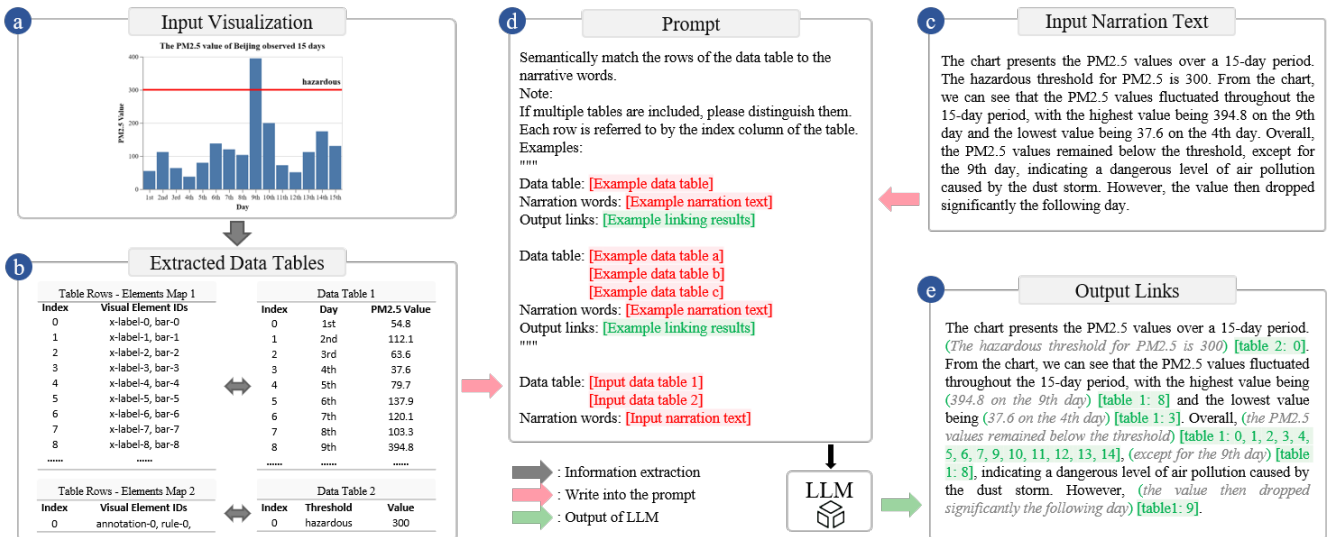 a
Input Visualization
The PM2.5 value of Beijing observed 15 days
400
300
200
100
0
PM2.5 Value
hazardous
1st 2nd 3rd 4th 5th 6th 7th 8th 9th 10th 11th 12th 13th 14th 15th
Day
b
Extracted Data Tables
Table Rows - Elements Map 1
Index Visual Element IDs
0 x-label-0, bar-0
1 x-label-1, bar-1
2 x-label-2, bar-2
3 x-label-3, bar-3
4 x-label-4, bar-4
5 x-label-5, bar-5
6 x-label-6, bar-6
7 x-label-7, bar-7
8 x-label-8, bar-8
...... ......
Data Table 1
Index Day PM2.5 Value
0 1st 54.8
1 2nd 112.1
2 3rd 63.6
3 4th 37.6
4 5th 79.7
5 6th 137.9
6 7th 120.1
7 8th 103.3
8 9th 394.8
...... ...... ......
Table Rows - Elements Map 2
Index Visual Element IDs
0 annotation-0, rule-0,
Data Table 2
Index Threshold Value
0 hazardous 300
d
Prompt
Semantically match the rows of the data table to the
narrative words.
Note:
If multiple tables are included, please distinguish them.
Each row is referred to by the index column of the table.
Examples:
"""
Data table: [Example data table]
Narration words: [Example narration text]
Output links: [Example linking results]
Data table: [Example data table a]
[Example data table b]
[Example data table c]
Narration words: [Example narration text]
Output links: [Example linking results]
"""
Data table: [Input data table 1]
[Input data table 2]
Narration words: [Input narration text]
: Information extraction
: Write into the prompt
: Output of LLM
LLM
c
Input Narration Text
The chart presents the PM2.5 values over a 15-day period.
The hazardous threshold for PM2.5 is 300. From the chart,
we can see that the PM2.5 values fluctuated throughout the
15-day period, with the highest value being 394.8 on the 9th
day and the lowest value being 37.6 on the 4th day. Overall,
the PM2.5 values remained below the threshold, except for
the 9th day, indicating a dangerous level of air pollution
caused by the dust storm. However, the value then dropped
significantly the following day.
e
Output Links
The chart presents the PM2.5 values over a 15-day period.
(The hazardous threshold for PM2.5 is 300) [table 2: 0].
From the chart, we can see that the PM2.5 values fluctuated
throughout the 15-day period, with the highest value being
(394.8 on the 9th day) [table 1: 8] and the lowest value
being (37.6 on the 4th day) [table 1: 3]. Overall, (the PM2.5
values remained below the threshold) [table 1: 0, 1, 2, 3, 4,
5, 6, 7, 9, 10, 11, 12, 13, 14], (except for the 9th day) [table
1: 8], indicating a dangerous level of air pollution caused by
the dust storm. However, (the value then dropped
significantly the following day) [table1: 9].